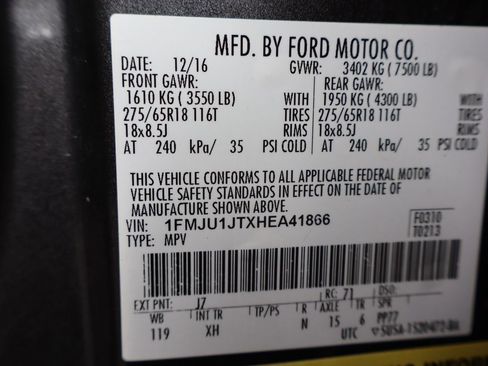 MFD. BY FORD MOTOR CO.
DATE: 12/16 GVWR: 3402 KG ( 7500 LB)
FRONT GAWR: REAR GAWR:
1610 KG ( 3550 LB) WITH 1950 KG ( 4300 LB) WITH
275/65R18 116T TIRES 275/65R18 116T TIRES
18x8.5J RIMS 18x8.5J RIMS
AT 240 kPa/ 35 PSI COLD AT 240 kPa/ 35 PSI COLD
THIS VEHICLE CONFORMS TO ALL APPLICABLE FEDERAL MOTOR
VEHICLE SAFETY STANDARDS IN EFFECT ON THE DATE OF
MANUFACTURE SHOWN ABOVE.
VIN: 1FMJU1JTXHEA41866 F0310
TYPE: MPV T0213
EXT PNT: J7 RC: 71 DSO:
WB INT TR TP/PS R AXLE TR SPR
119 XH N 15 6 PP77
UTC